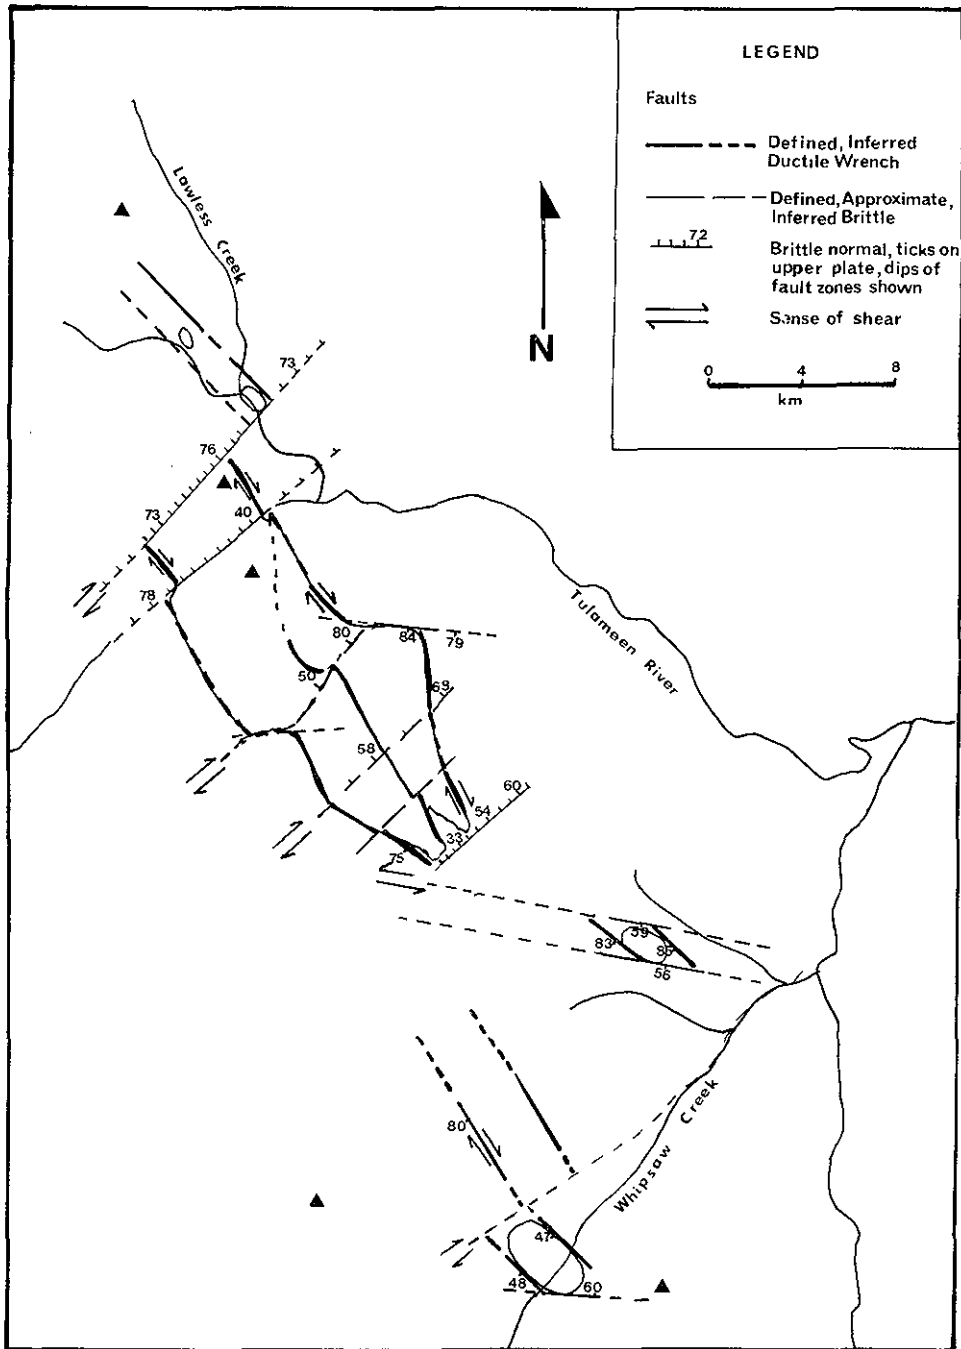 LEGEND
Faults
Defined, Inferred
Ductile Wrench
Defined, Approximate,
Inferred Brittle
72
Brittle normal, ticks on
upper plate, dips of
fault zones shown
Sense of shear
0 4 8
km
N
Lawless Creek
73
76
73
40
78
80
84
79
50
69
58
60
54
33
75
Tulameen River
59
83
85
56
80
Whipsaw Creek
47
48
60